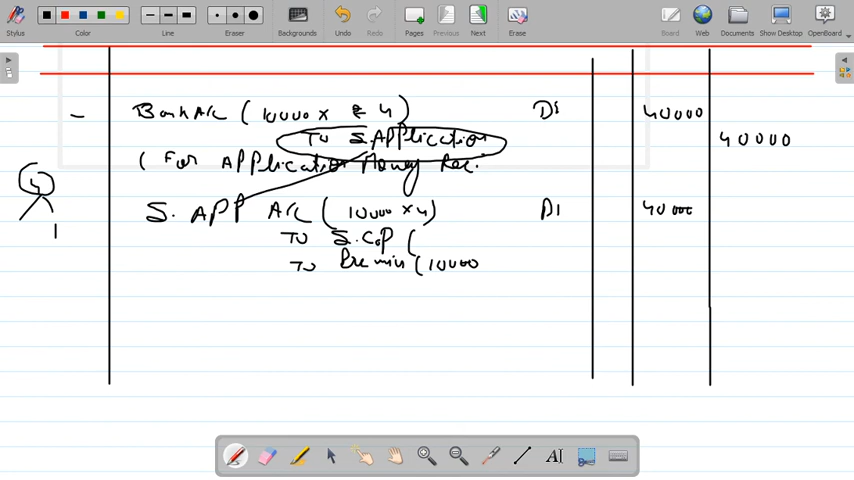 Stylus Color Line Eraser Backgrounds Undo Redo Pages Previous Next Erase Board Web Documents Show Desktop OpenBoard
- Bank A/c ( 10000 x 4) Dr 40000
To S. APPlication 40000
( For APPlication Money Rec.
4
S. APP A/c ( 10000 x 4) Dr 40000
1
To S. CaP (
To Premium ( 10000